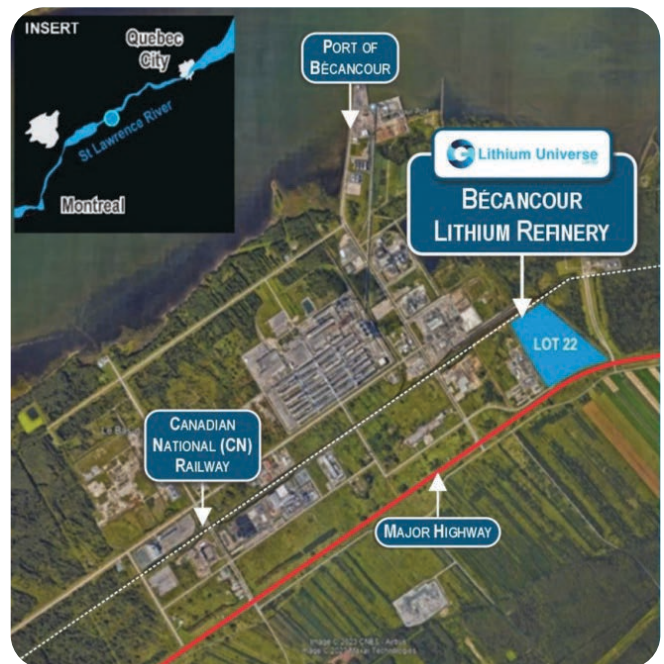 INSERT
Quebec
City
St Lawrence River
Montreal
PORT OF
BÉCANCOUR
Lithium Universe
BÉCANCOUR
LITHIUM REFINERY
LOT 22
CANADIAN
NATIONAL (CN)
RAILWAY
MAJOR HIGHWAY